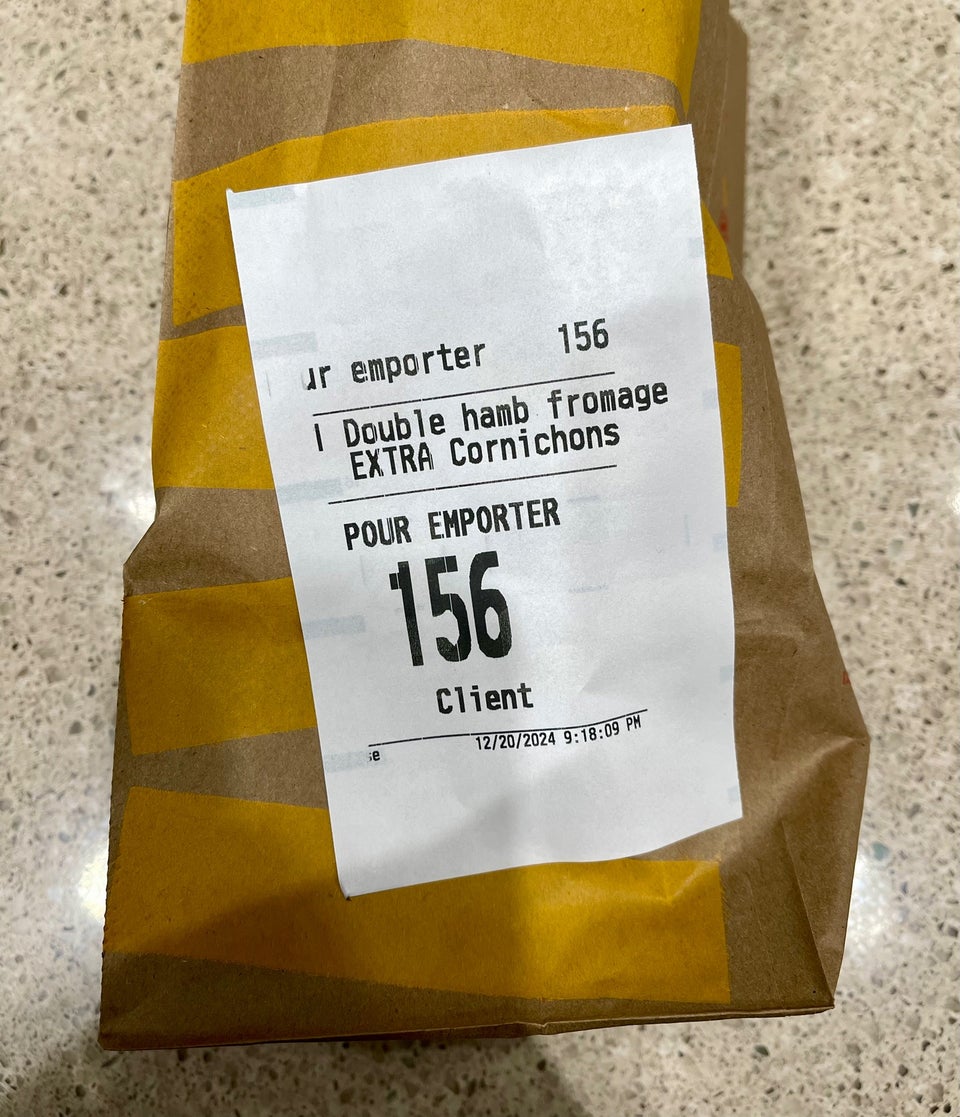 ur emporter 156
1 Double hamb fromage
EXTRA Cornichons
POUR EMPORTER
156
Client
se 12/20/2024 9:18:09 PM